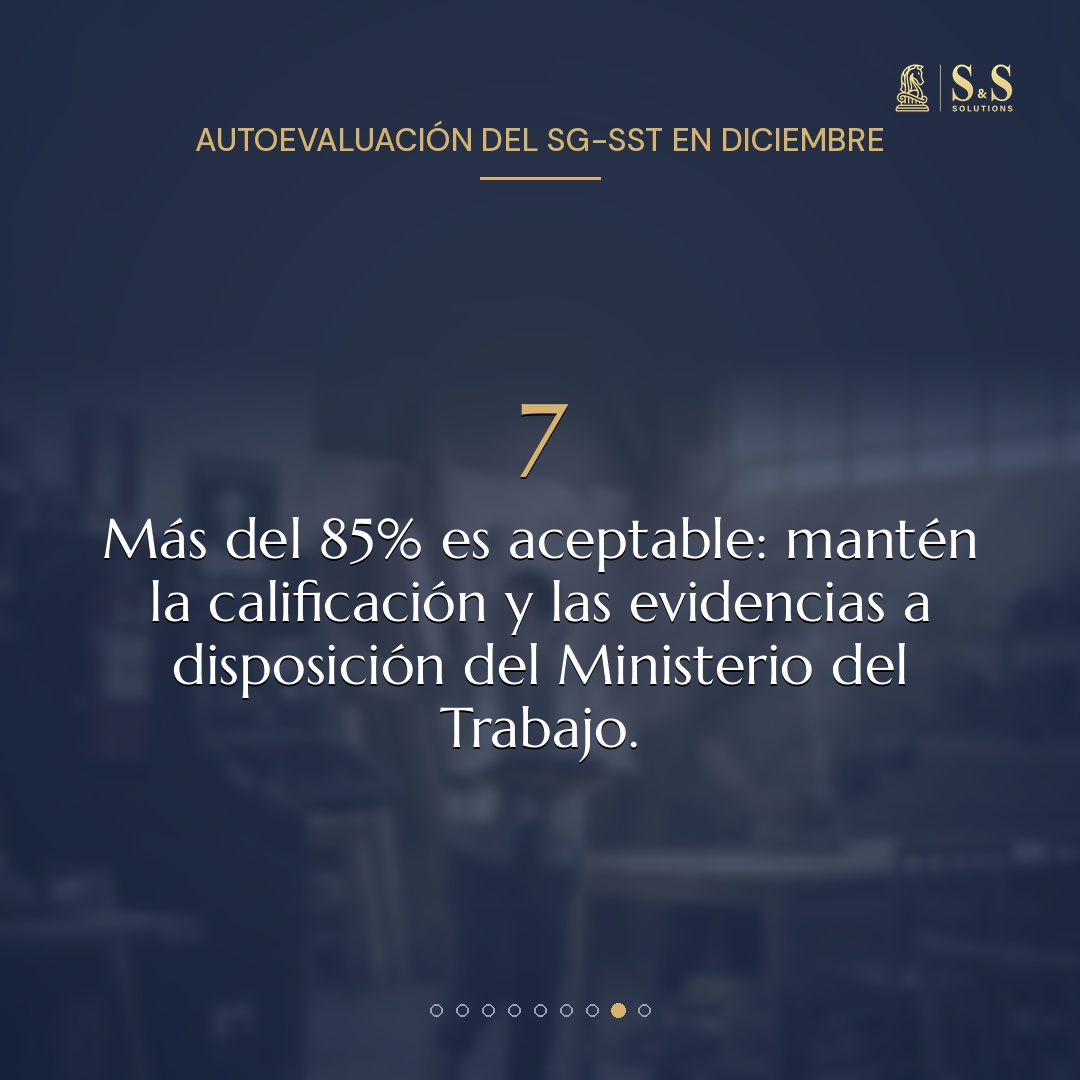 S&S
SOLUTIONS
AUTOEVALUACIÓN DEL SG-SST EN DICIEMBRE
7
Más del 85% es aceptable: mantén
la calificación y las evidencias a
disposición del Ministerio del
Trabajo.